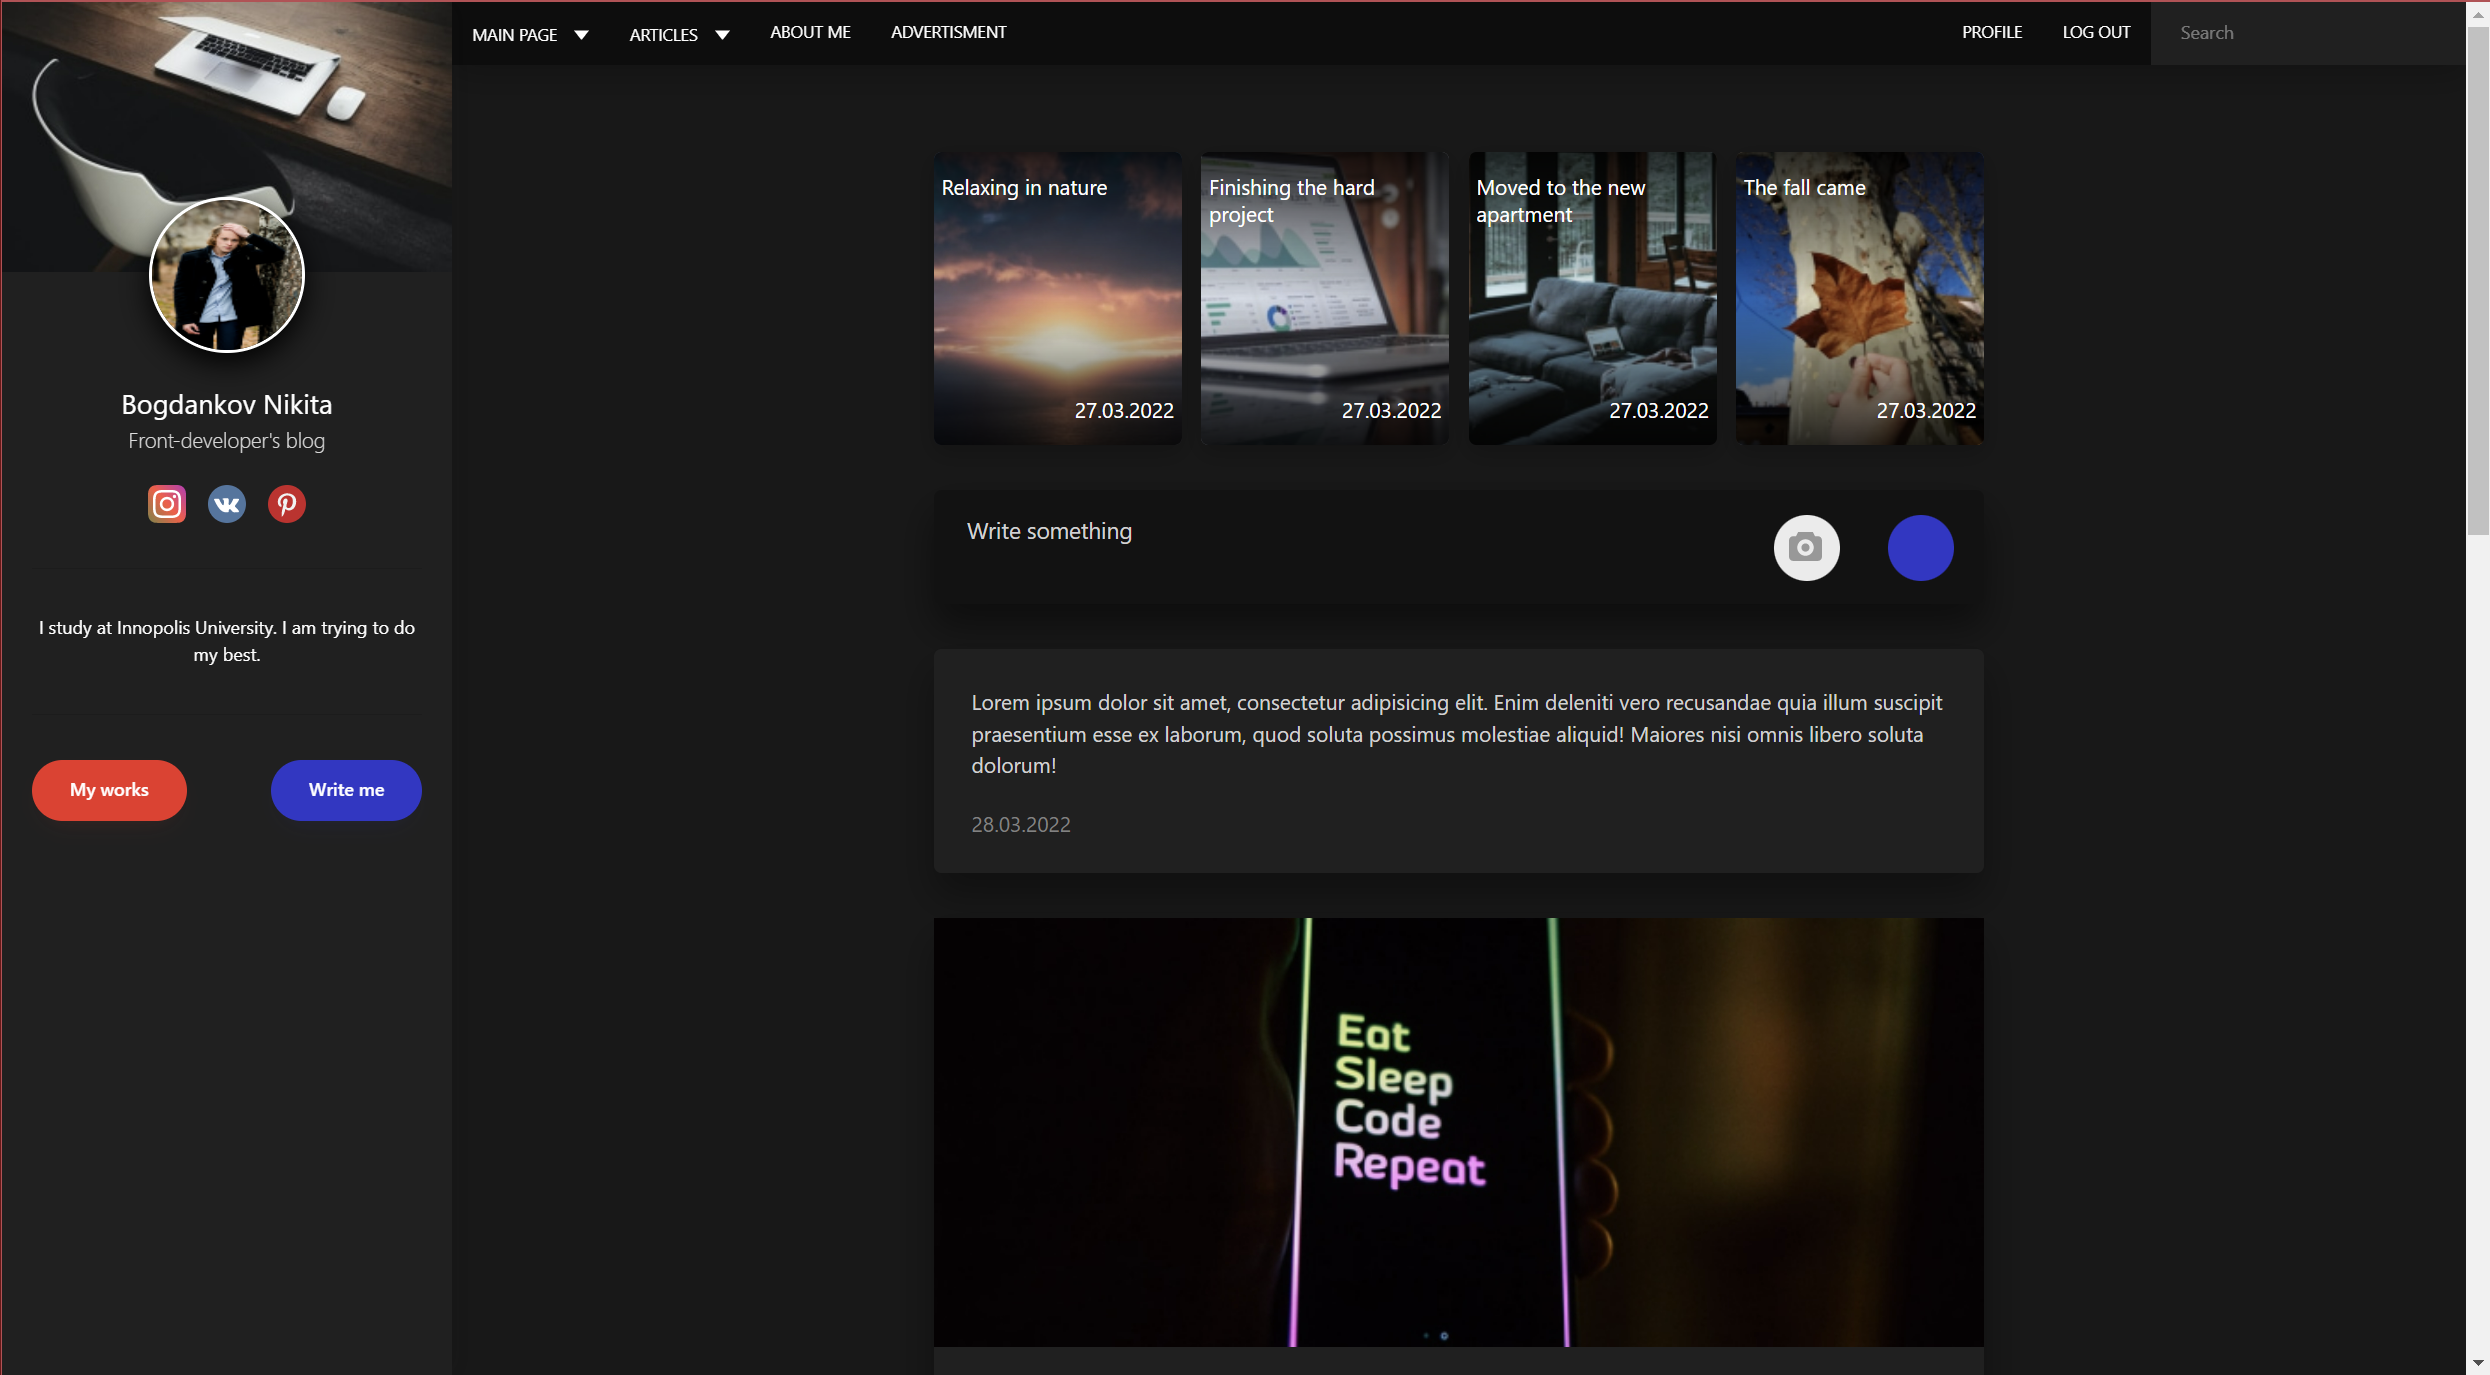 MAIN PAGE
ARTICLES
ABOUT ME
ADVERTISMENT
PROFILE
LOG OUT
Search
Bogdankov Nikita
Front-developer's blog
I study at Innopolis University. I am trying to do
my best.
My works
Write me
Relaxing in nature
27.03.2022
Finishing the hard
project
27.03.2022
Moved to the new
apartment
27.03.2022
The fall came
27.03.2022
Write something
Lorem ipsum dolor sit amet, consectetur adipisicing elit. Enim deleniti vero recusandae quia illum suscipit
praesentium esse ex laborum, quod soluta possimus molestiae aliquid! Maiores nisi omnis libero soluta
dolorum!
28.03.2022
Eat
Sleep
Code
Repeat